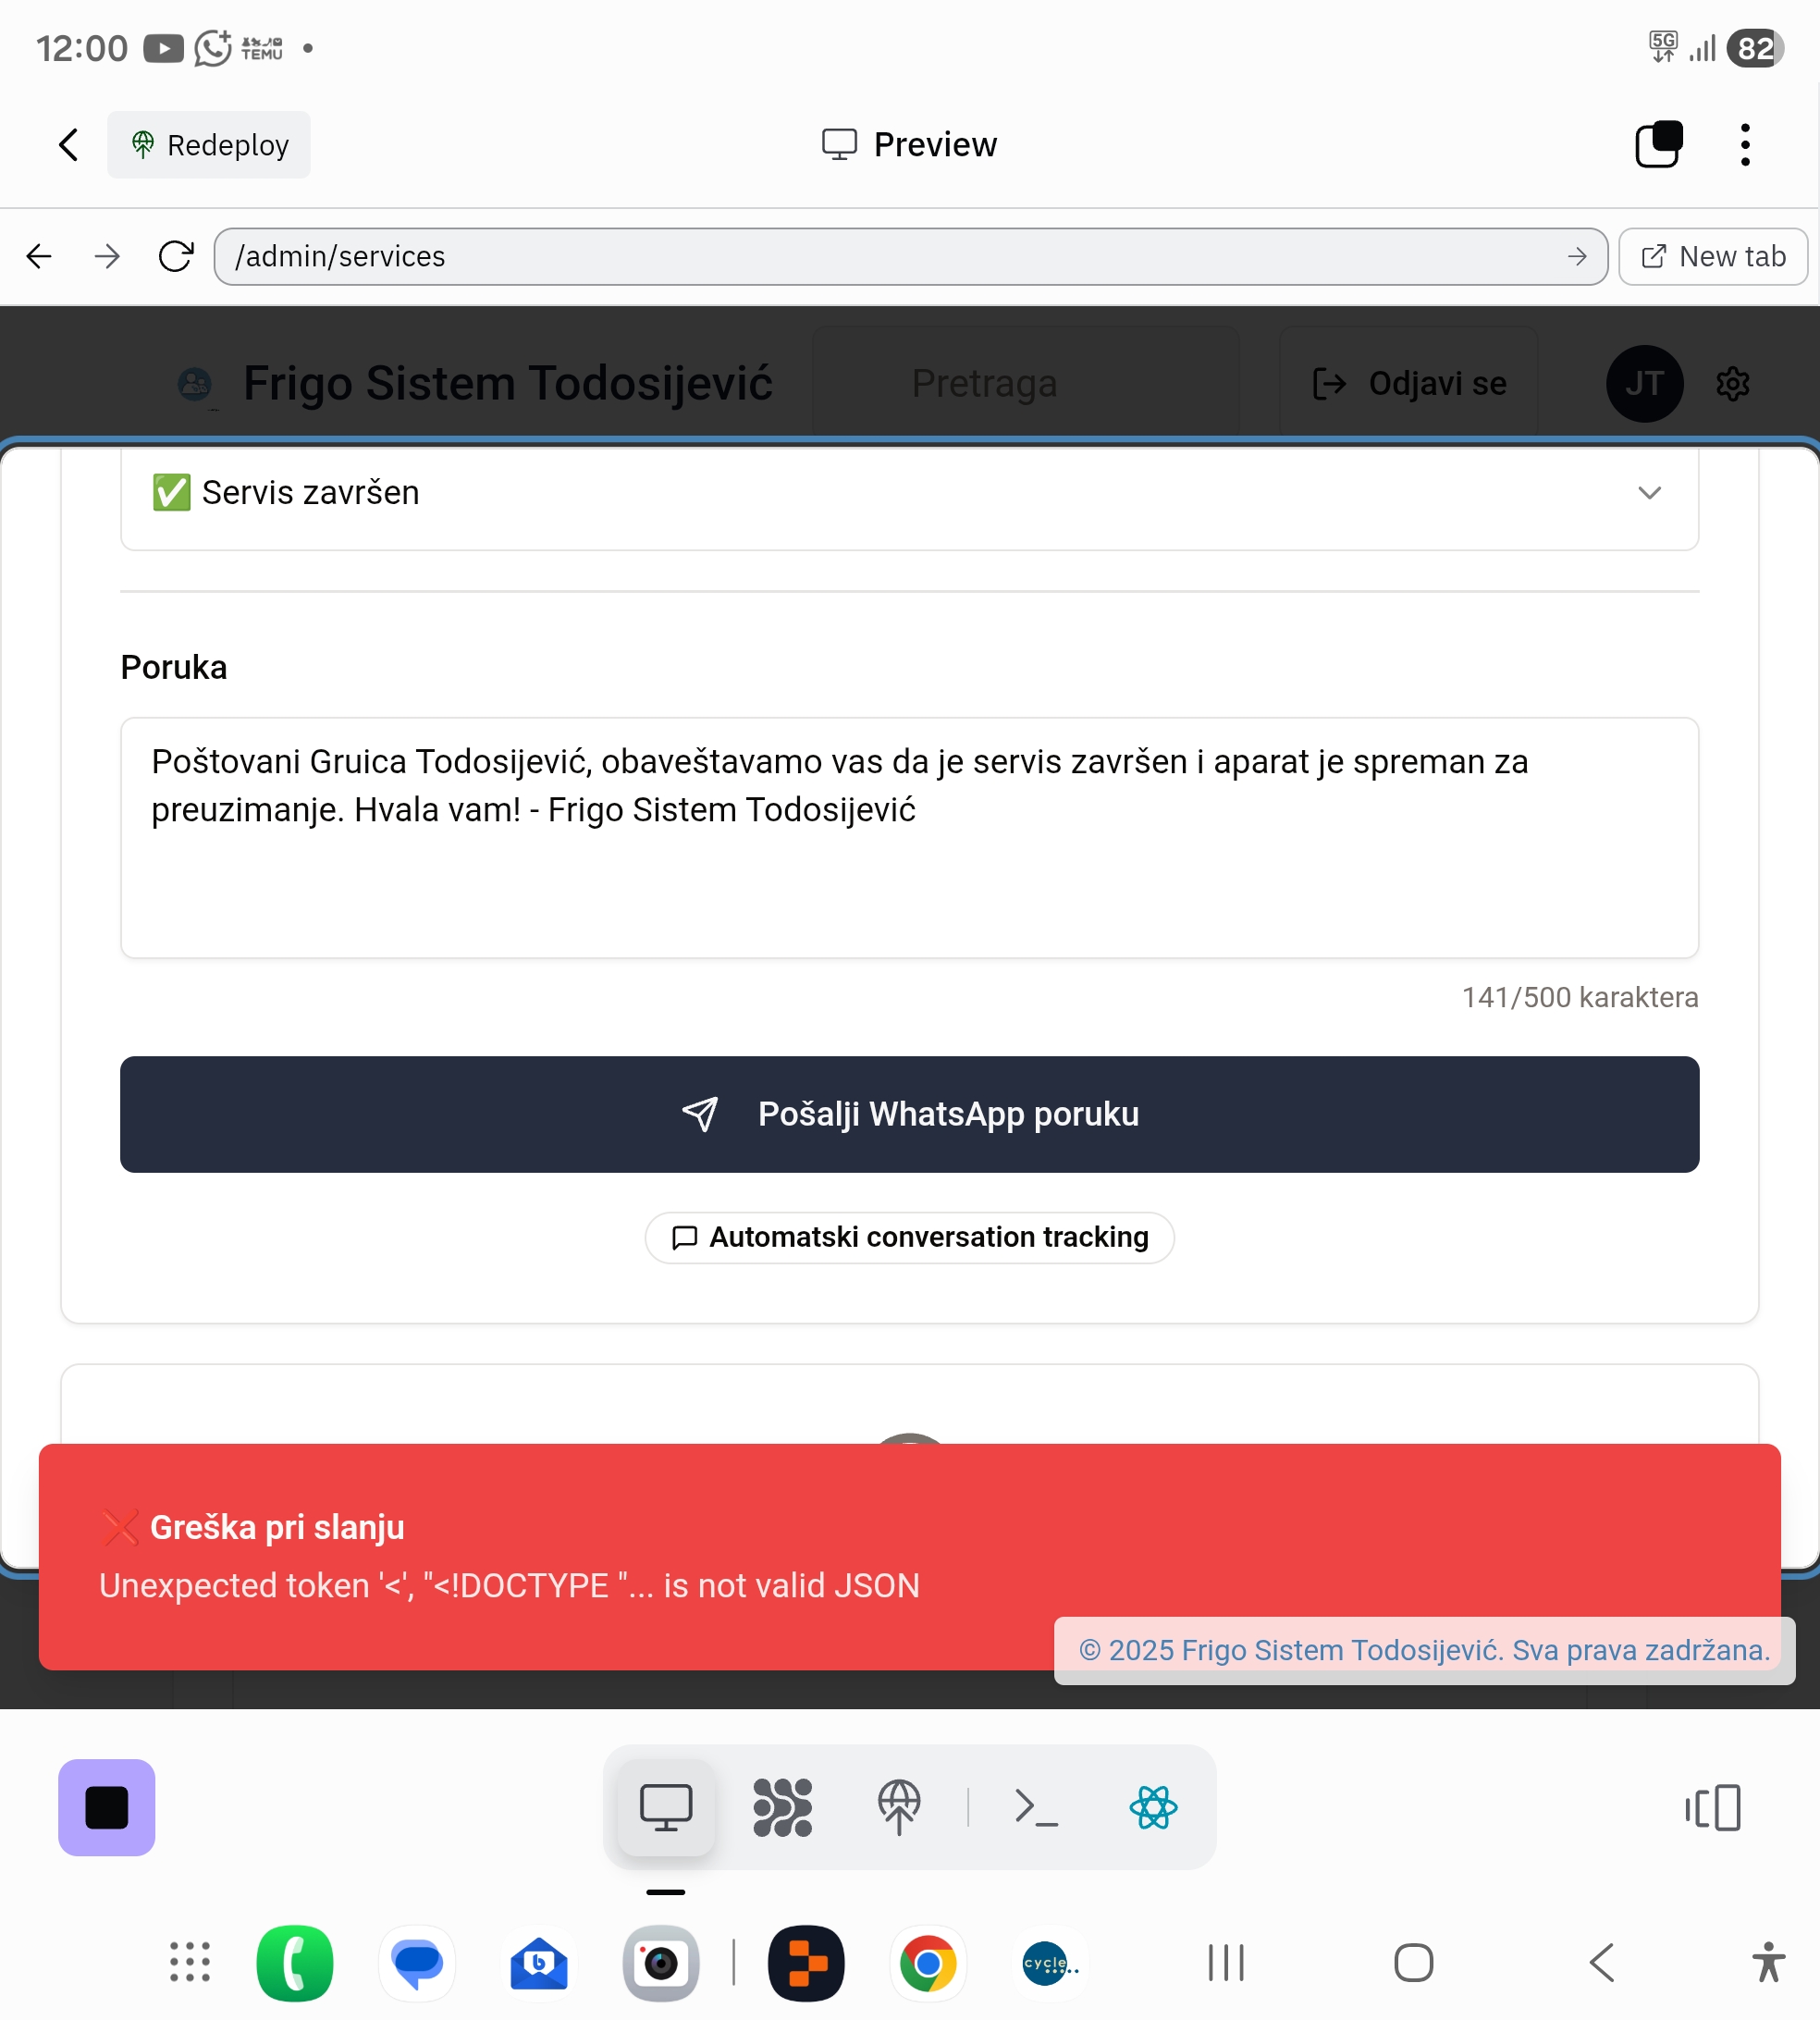 12:00
TEMU
5G
82
Redeploy
Preview
/admin/services
New tab
Frigo Sistem Todosijević
Pretraga
Odjavi se
JT
✅ Servis završen
Poruka
Poštovani Gruica Todosijević, obaveštavamo vas da je servis završen i aparat je spreman za
preuzimanje. Hvala vam! - Frigo Sistem Todosijević
141/500 karaktera
Pošalji WhatsApp poruku
Automatski conversation tracking
❌ Greška pri slanju
Unexpected token '<', "<!DOCTYPE "... is not valid JSON
© 2025 Frigo Sistem Todosijević. Sva prava zadržana.
cycle